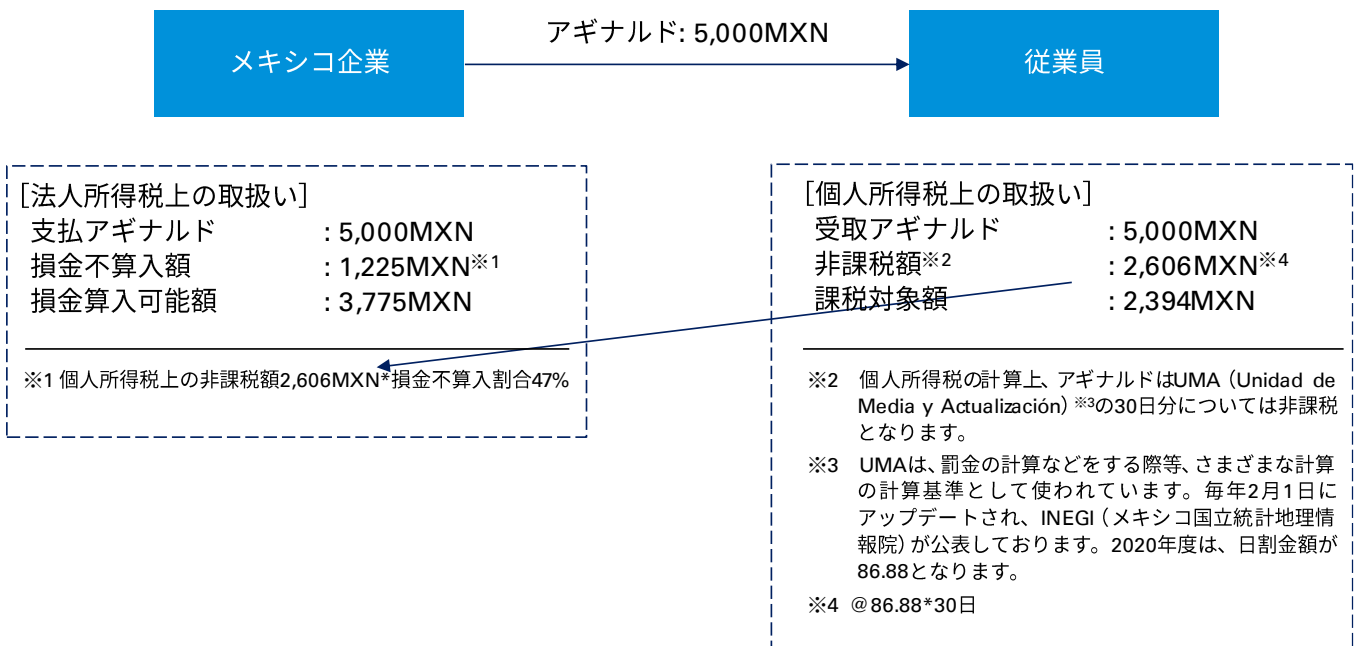 アギナルド: 5,000MXN
メキシコ企業
従業員
［法人所得税上の取扱い］
支払アギナルド : 5,000MXN
損金不算入額 : 1,225MXN※1
損金算入可能額 : 3,775MXN
※1 個人所得税上の非課税額2,606MXN*損金不算入割合47%
［個人所得税上の取扱い］
受取アギナルド : 5,000MXN
非課税額※2 : 2,606MXN※4
課税対象額 : 2,394MXN
※2 個人所得税の計算上、アギナルドはUMA（Unidad de
Media y Actualización）※3の30日分については非課税
となります。
※3 UMAは、罰金の計算などをする際等、さまざまな計算
の計算基準として使われています。毎年2月1日に
アップデートされ、INEGI（メキシコ国立統計地理情
報院）が公表しております。2020年度は、日割金額が
86.88となります。
※4 @86.88*30日